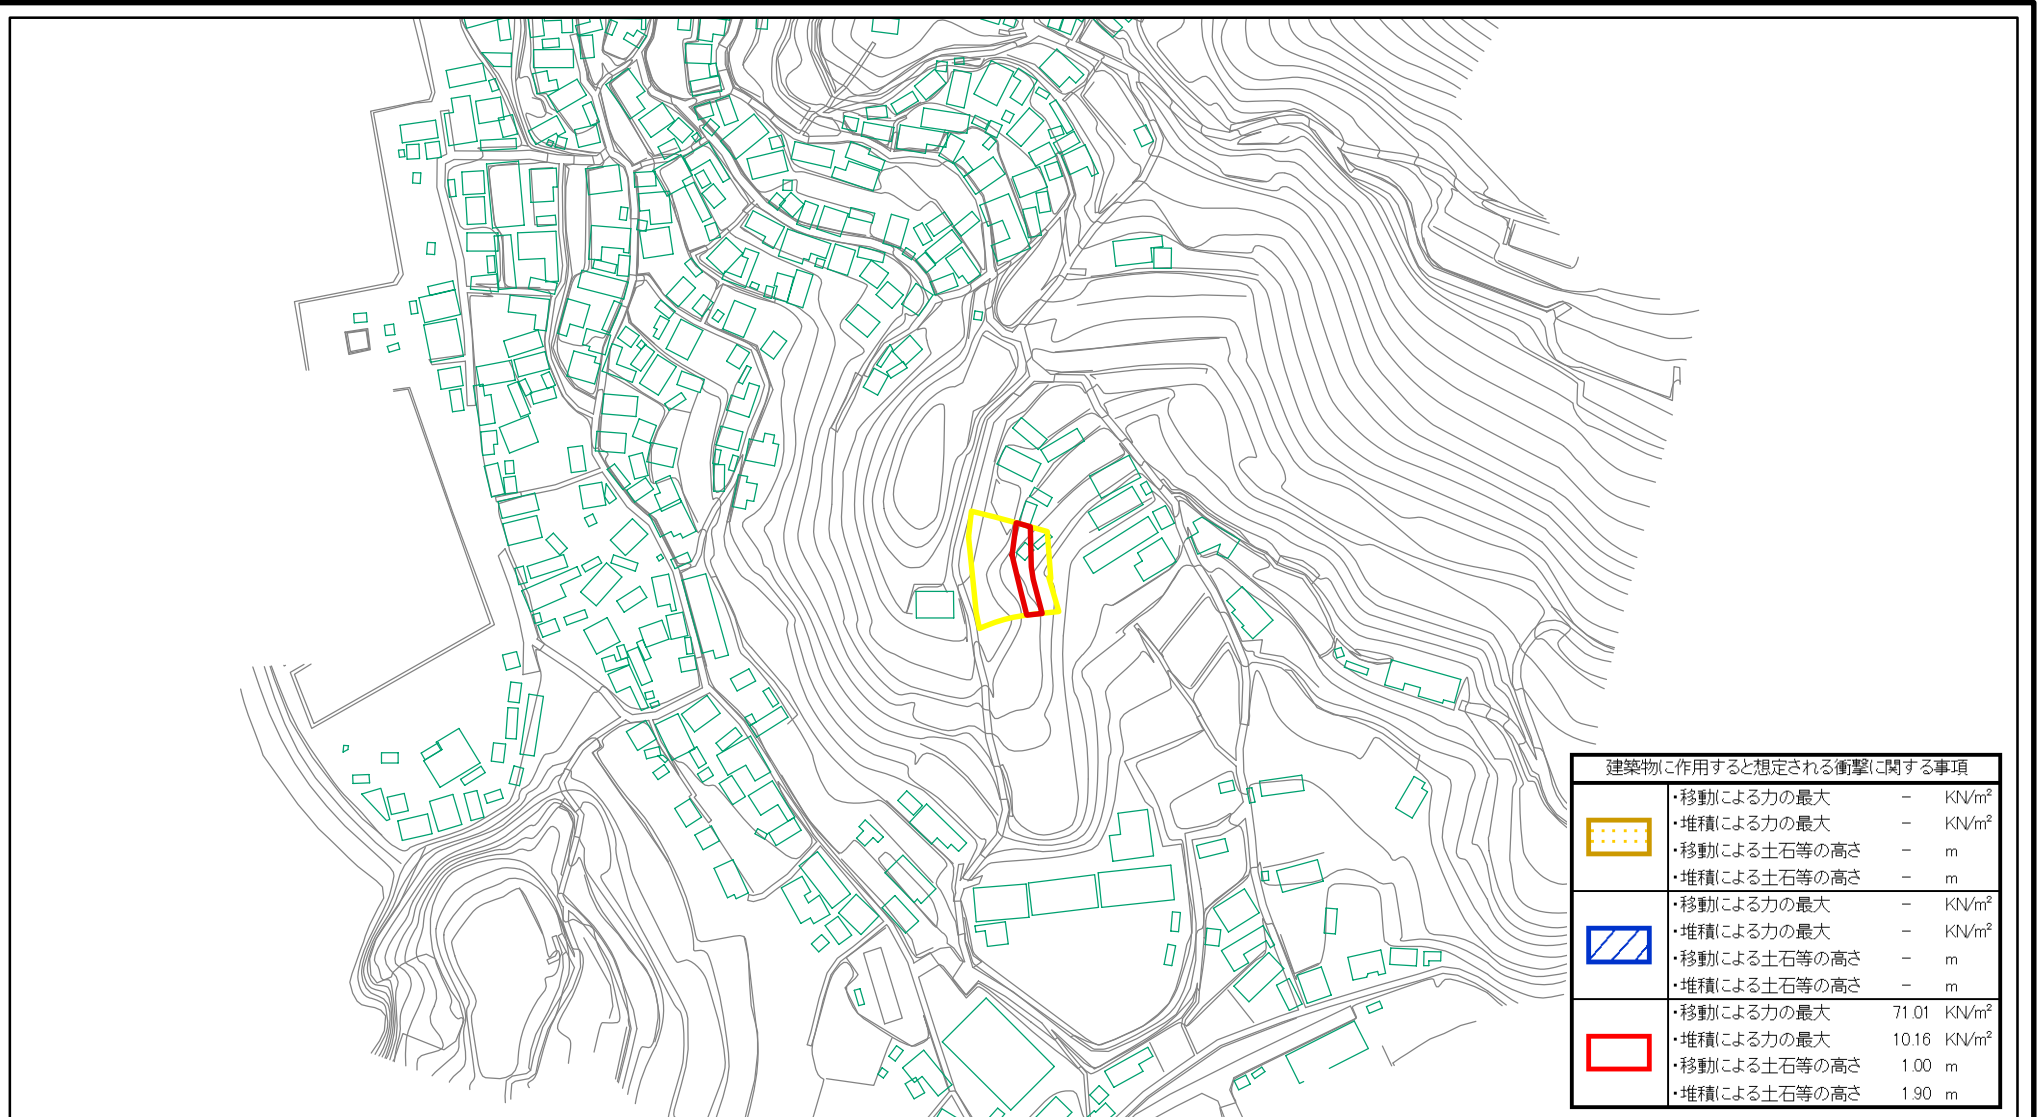 建築物に作用すると想定される衝撃に関する事項
・移動による力の最大 － KN/m²
・堆積による力の最大 － KN/m²
・移動による土石等の高さ － m
・堆積による土石等の高さ － m
・移動による力の最大 － KN/m²
・堆積による力の最大 － KN/m²
・移動による土石等の高さ － m
・堆積による土石等の高さ － m
・移動による力の最大 71.01 KN/m²
・堆積による力の最大 10.16 KN/m²
・移動による土石等の高さ 1.00 m
・堆積による土石等の高さ 1.90 m